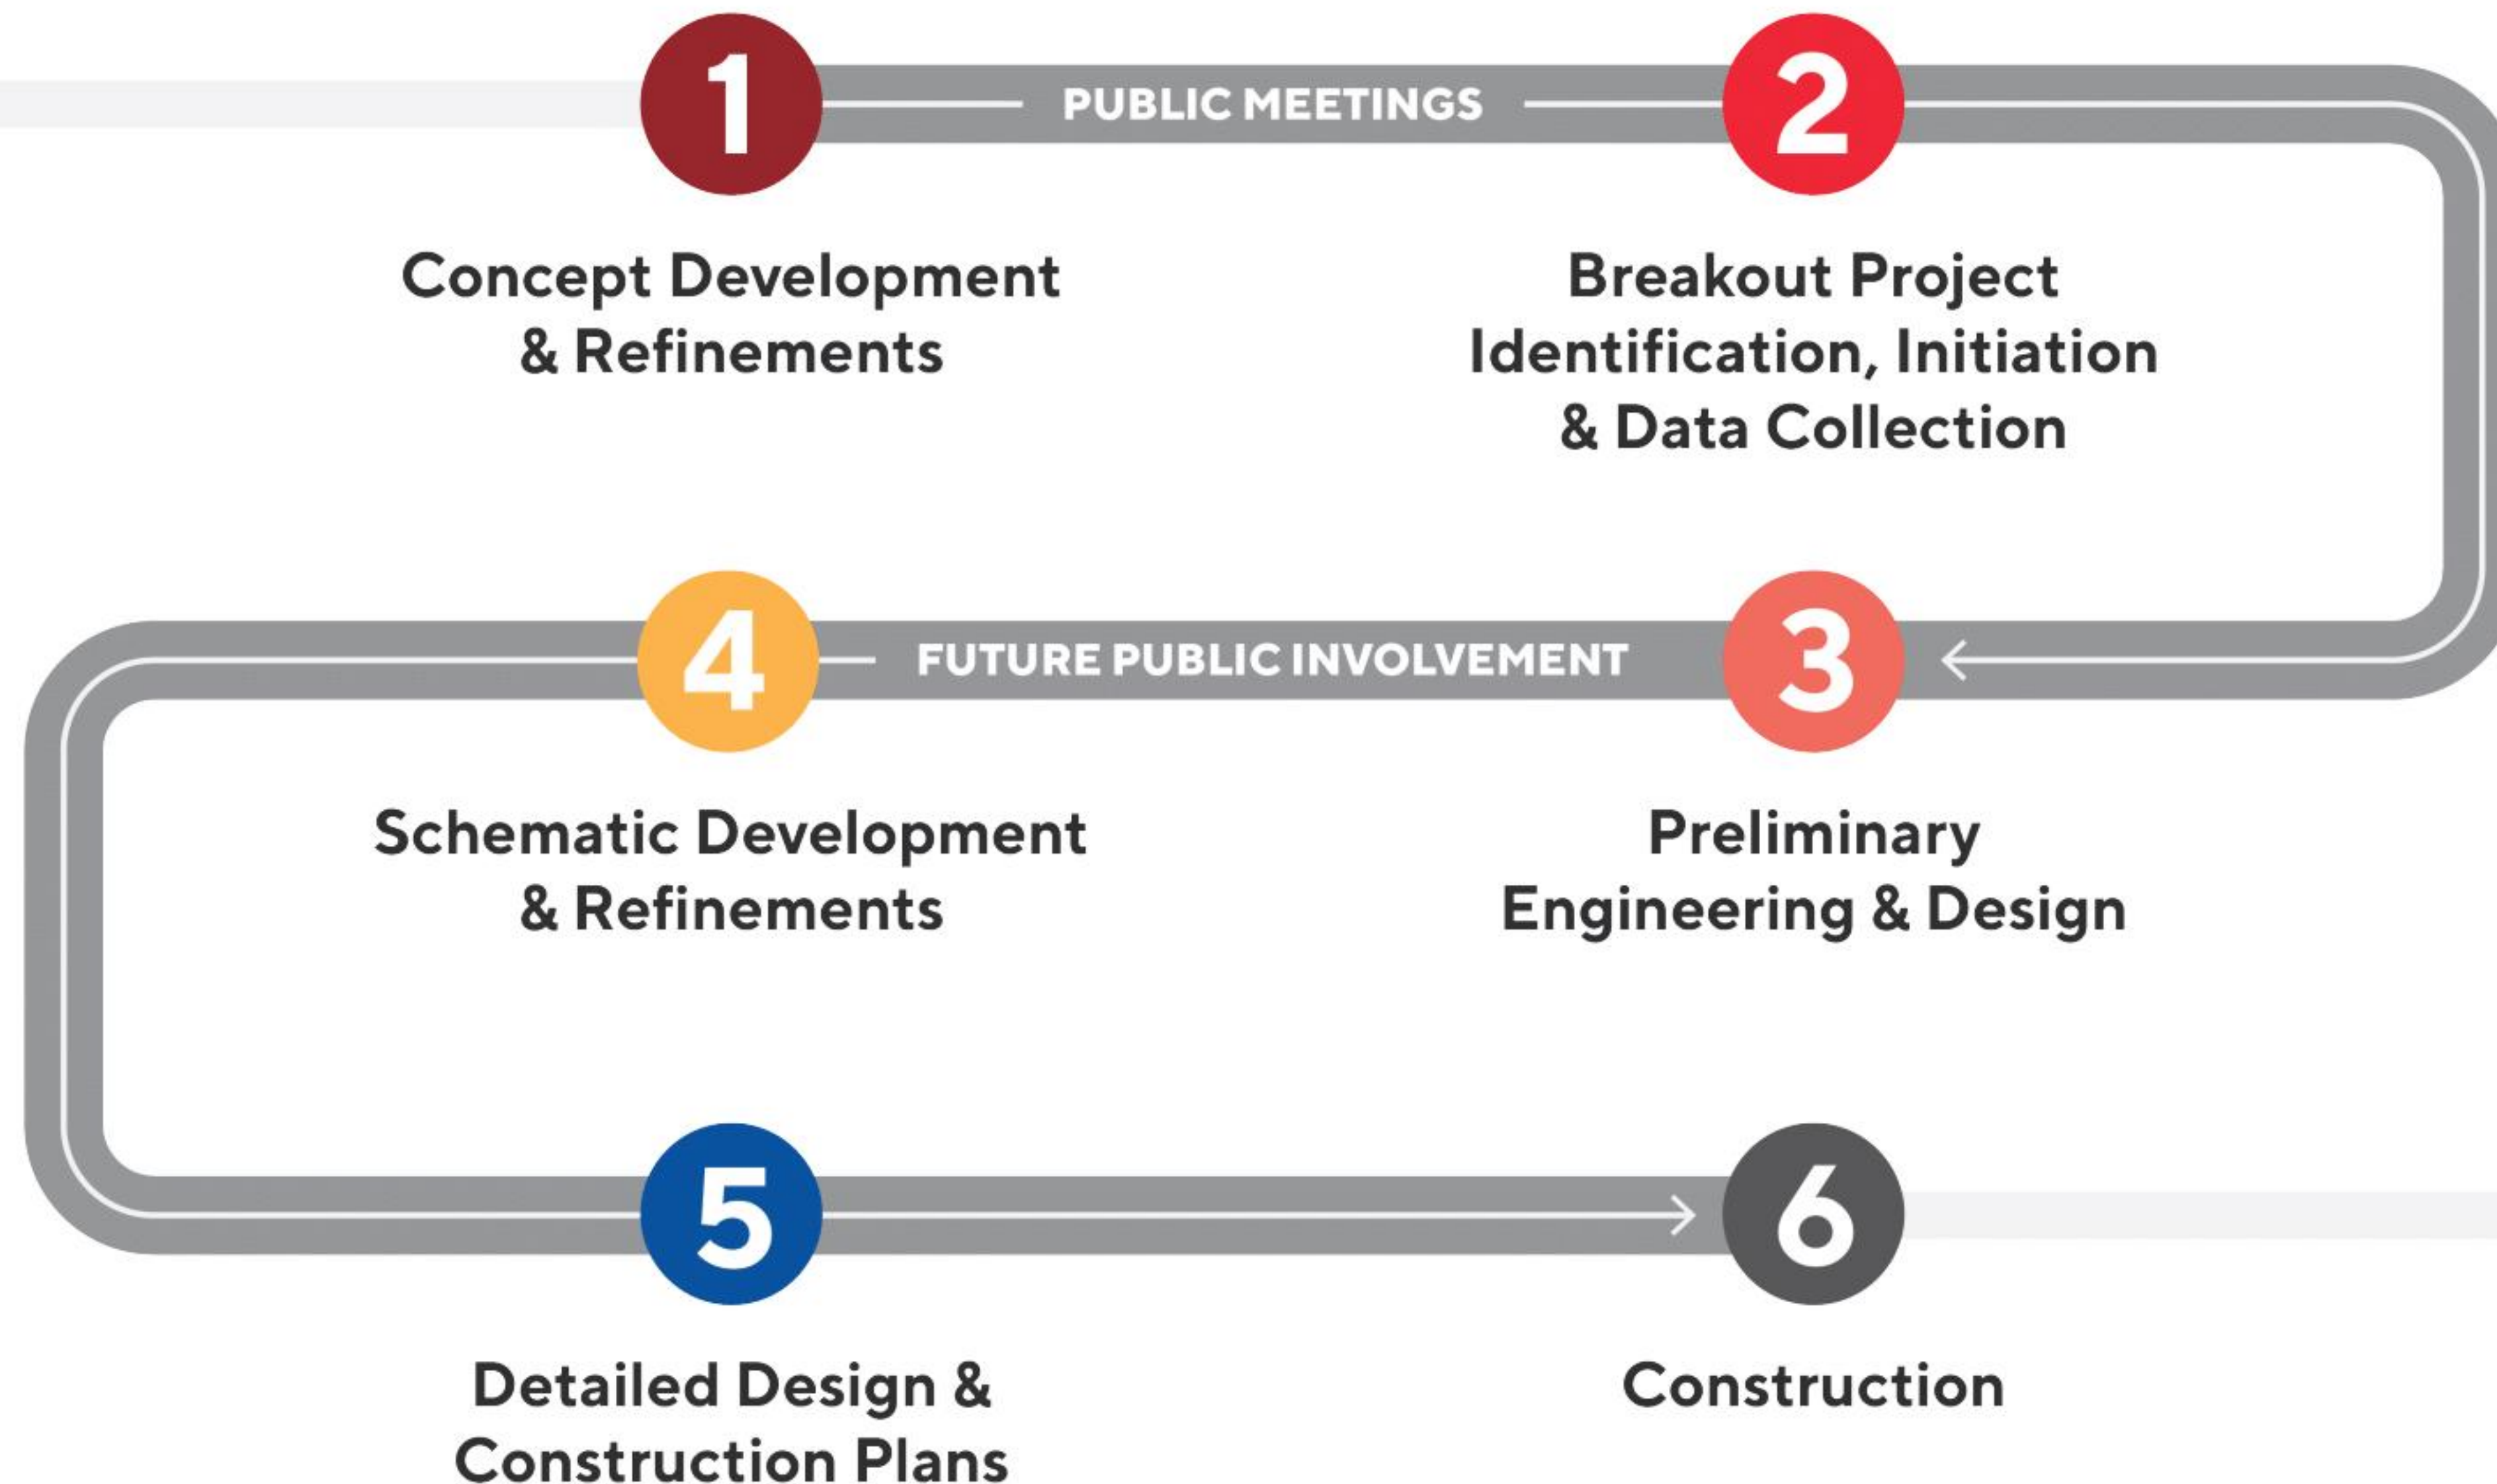 1
PUBLIC MEETINGS
2
Concept Development
& Refinements
Breakout Project
Identification, Initiation
& Data Collection
3
FUTURE PUBLIC INVOLVEMENT
4
Preliminary
Engineering & Design
Schematic Development
& Refinements
5
6
Detailed Design &
Construction Plans
Construction